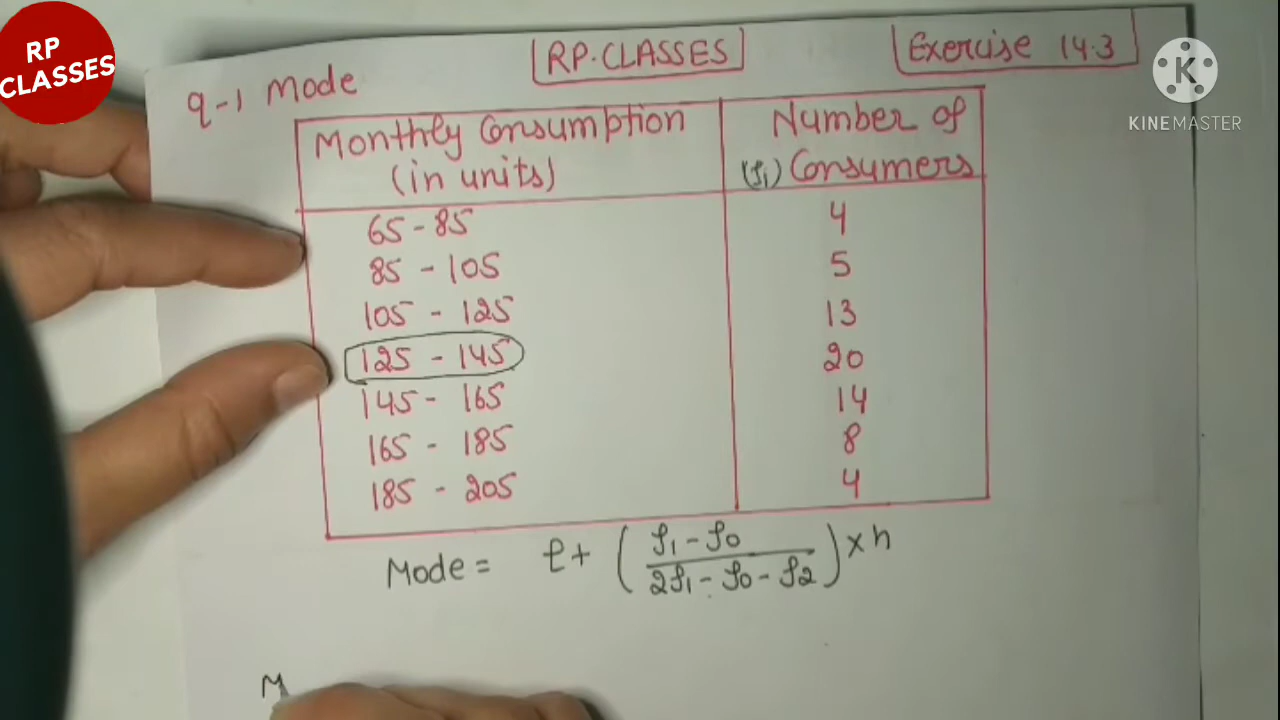 RP
CLASSES
RP.CLASSES
Exercise 14.3
KINEMASTER
q-1 Mode
Monthly Consumption
(in units)
Number of
(f1) Consumers
65-85 4
85-105 5
105-125 13
125-145 20
145-165 14
165-185 8
185-205 4
Mode = l+ (f1-f0/2f1-f0-f2) × h
M